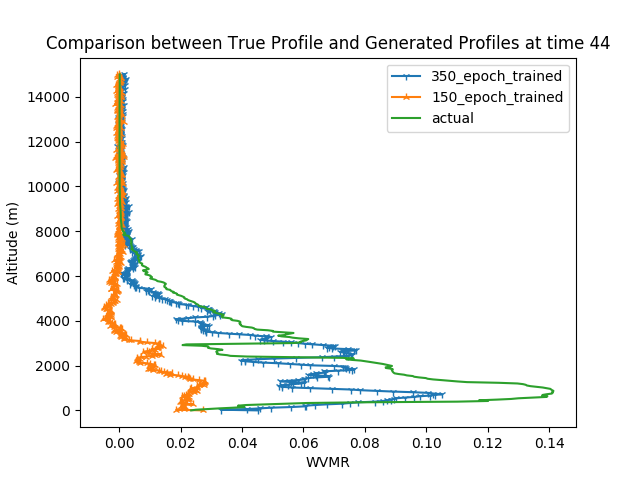 Comparison between True Profile and Generated Profiles at time 44
350_epoch_trained
150_epoch_trained
actual
Altitude (m)
14000
12000
10000
8000
6000
4000
2000
0
0.00 0.02 0.04 0.06 0.08 0.10 0.12 0.14
WVMR